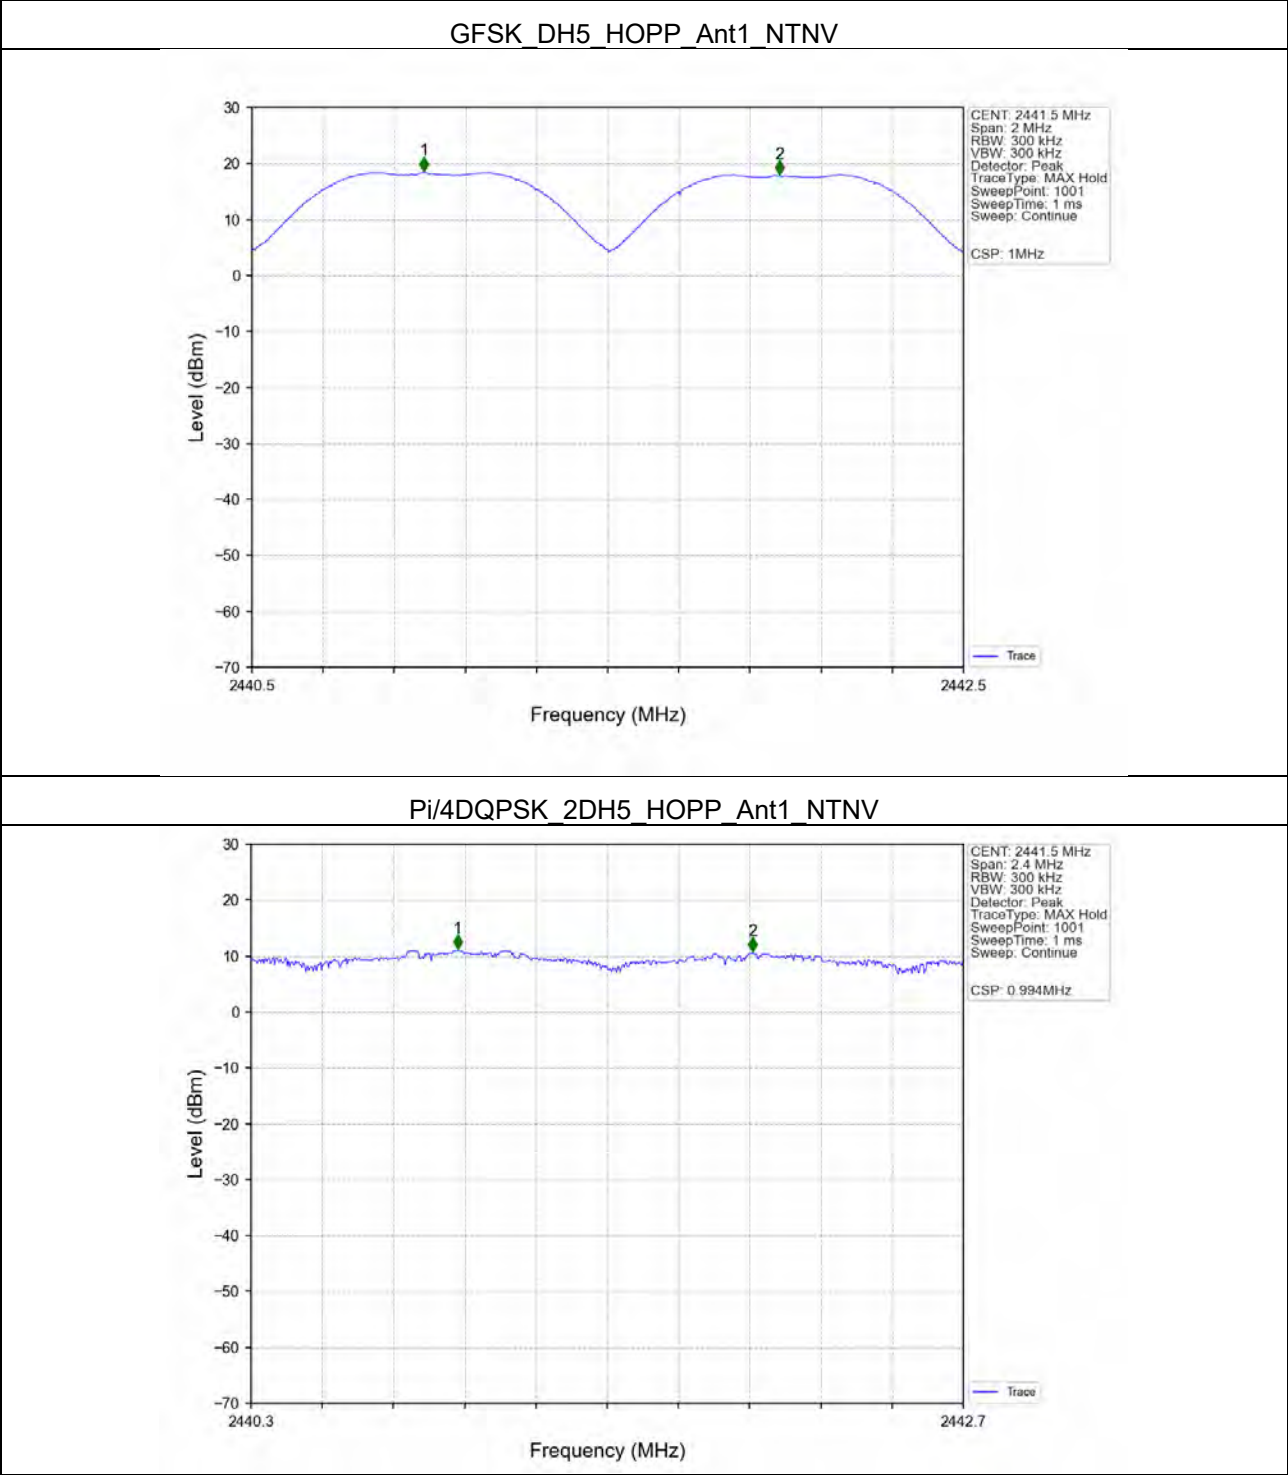 GFSK_DH5_HOPP_Ant1_NTNV
30
20
10
0
−10
−20
−30
−40
−50
−60
−70
Level (dBm)
1
2
2440.5
2442.5
Frequency (MHz)
CENT: 2441.5 MHz
Span: 2 MHz
RBW: 300 kHz
VBW: 300 kHz
Detector: Peak
TraceType: MAX Hold
SweepPoint: 1001
SweepTime: 1 ms
Sweep: Continue
CSP: 1MHz
Trace
Pi/4DQPSK_2DH5_HOPP_Ant1_NTNV
30
20
10
0
−10
−20
−30
−40
−50
−60
−70
Level (dBm)
1
2
2440.3
2442.7
Frequency (MHz)
CENT: 2441.5 MHz
Span: 2.4 MHz
RBW: 300 kHz
VBW: 300 kHz
Detector: Peak
TraceType: MAX Hold
SweepPoint: 1001
SweepTime: 1 ms
Sweep: Continue
CSP: 0.994MHz
Trace